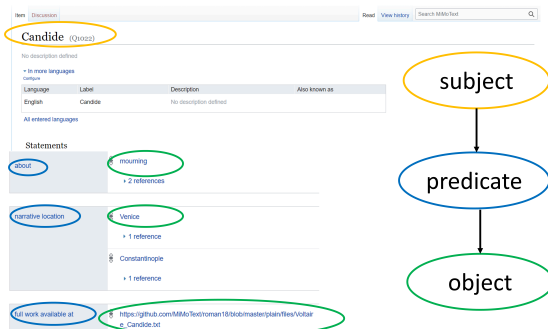 Item Discussion Read View history Search MiMoText
Candide (Q1022)
No description defined
In more languages
Configure
Language Label Description Also known as
English Candide No description defined
All entered languages
Statements
about mourning
2 references
narrative location Venice
1 reference
Constantinople
1 reference
full work available at https://github.com/MiMoText/roman18/blob/master/plain/files/Voltair
e_Candide.txt
subject
predicate
object